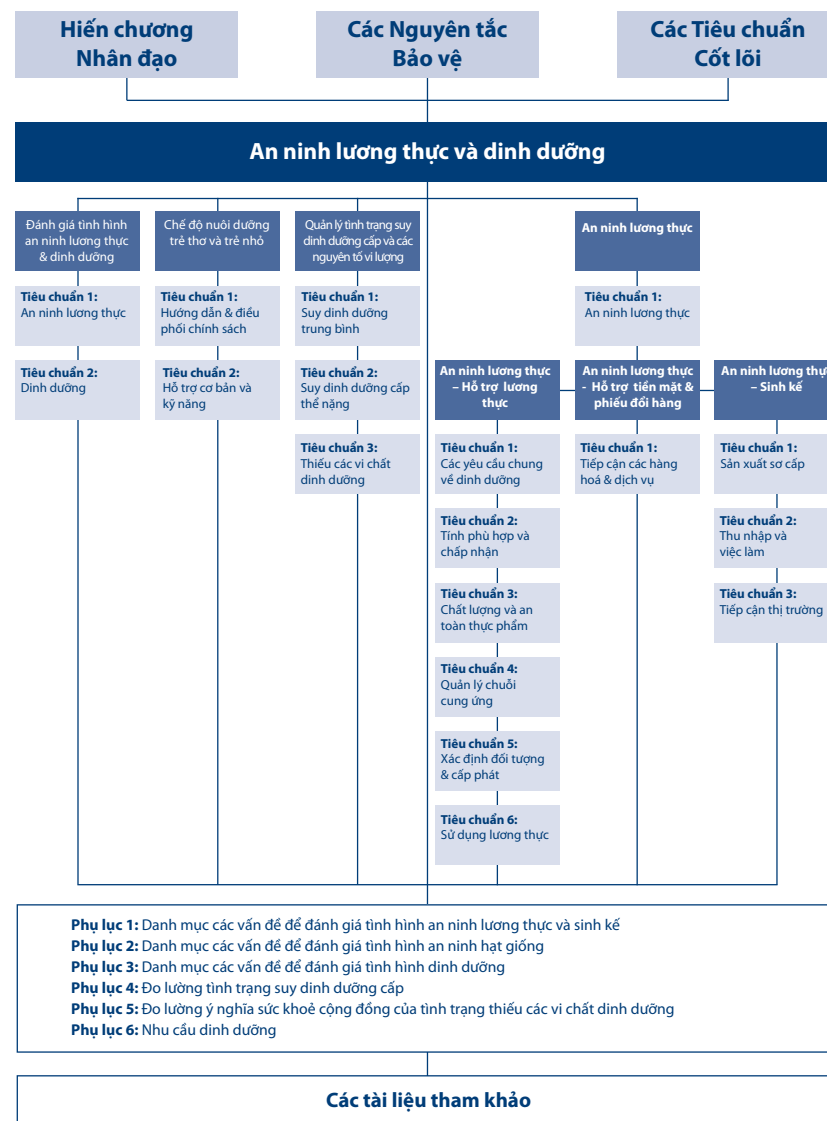 Hiến chương
Nhân đạo
Các Nguyên tắc
Bảo vệ
Các Tiêu chuẩn
Cốt lõi
An ninh lương thực và dinh dưỡng
Đánh giá tình hình
an ninh lương thực
& dinh dưỡng
Tiêu chuẩn 1:
An ninh lương thực
Tiêu chuẩn 2:
Dinh dưỡng
Chế độ nuôi dưỡng
trẻ thơ và trẻ nhỏ
Tiêu chuẩn 1:
Hướng dẫn & điều
phối chính sách
Tiêu chuẩn 2:
Hỗ trợ cơ bản và
kỹ năng
Quản lý tình trạng suy
dinh dưỡng cấp và các
nguyên tố vi lượng
Tiêu chuẩn 1:
Suy dinh dưỡng
trung bình
Tiêu chuẩn 2:
Suy dinh dưỡng cấp
thể nặng
Tiêu chuẩn 3:
Thiếu các vi chất
dinh dưỡng
An ninh lương thực
Tiêu chuẩn 1:
An ninh lương thực
An ninh lương thực
– Hỗ trợ lương
thực
Tiêu chuẩn 1:
Các yêu cầu chung
về dinh dưỡng
Tiêu chuẩn 2:
Tính phù hợp và
chấp nhận
Tiêu chuẩn 3:
Chất lượng và an
toàn thực phẩm
Tiêu chuẩn 4:
Quản lý chuỗi
cung ứng
Tiêu chuẩn 5:
Xác định đối tượng
& cấp phát
Tiêu chuẩn 6:
Sử dụng lương thực
An ninh lương thực
- Hỗ trợ tiền mặt &
phiếu đổi hàng
Tiêu chuẩn 1:
Tiếp cận các hàng
hoá & dịch vụ
An ninh lương thự
– Sinh kế
Tiêu chuẩn 1:
Sản xuất sơ cấp
Tiêu chuẩn 2:
Thu nhập và
việc làm
Tiêu chuẩn 3:
Tiếp cận thị trường
Phụ lục 1: Danh mục các vấn đề để đánh giá tình hình an ninh lương thực và sinh kế
Phụ lục 2: Danh mục các vấn đề để đánh giá tình hình an ninh hạt giống
Phụ lục 3: Danh mục các vấn đề để đánh giá tình hình dinh dưỡng
Phụ lục 4: Đo lường tình trạng suy dinh dưỡng cấp
Phụ lục 5: Đo lường ý nghĩa sức khoẻ cộng đồng của tình trạng thiếu các vi chất dinh dưỡng
Phụ lục 6: Nhu cầu dinh dưỡng
Các tài liệu tham khảo